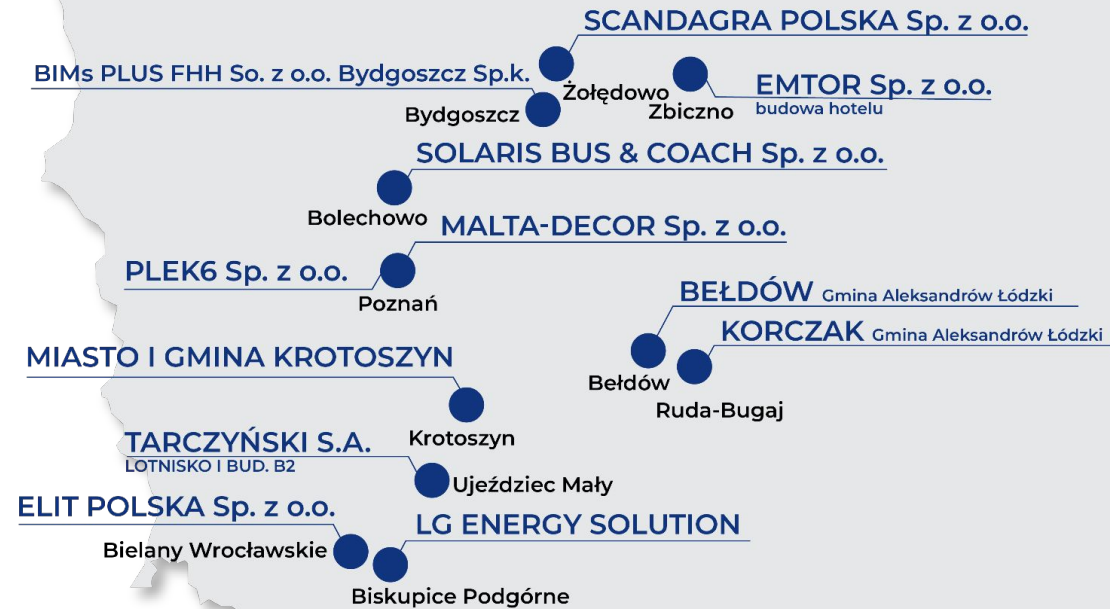 SCANDAGRA POLSKA Sp. z o.o.
BIMs PLUS FHH So. z o.o. Bydgoszcz Sp.k.
Żołędowo
EMTOR Sp. z o.o.
budowa hotelu
Bydgoszcz
Zbiczno
SOLARIS BUS & COACH Sp. z o.o.
Bolechowo
MALTA-DECOR Sp. z o.o.
PLEK6 Sp. z o.o.
Poznań
BEŁDÓW Gmina Aleksandrów Łódzki
KORCZAK Gmina Aleksandrów Łódzki
MIASTO I GMINA KROTOSZYN
Bełdów
Ruda-Bugaj
Krotoszyn
TARCZYŃSKI S.A.
LOTNISKO I BUD. B2
Ujeździec Mały
ELIT POLSKA Sp. z o.o.
LG ENERGY SOLUTION
Bielany Wrocławskie
Biskupice Podgórne